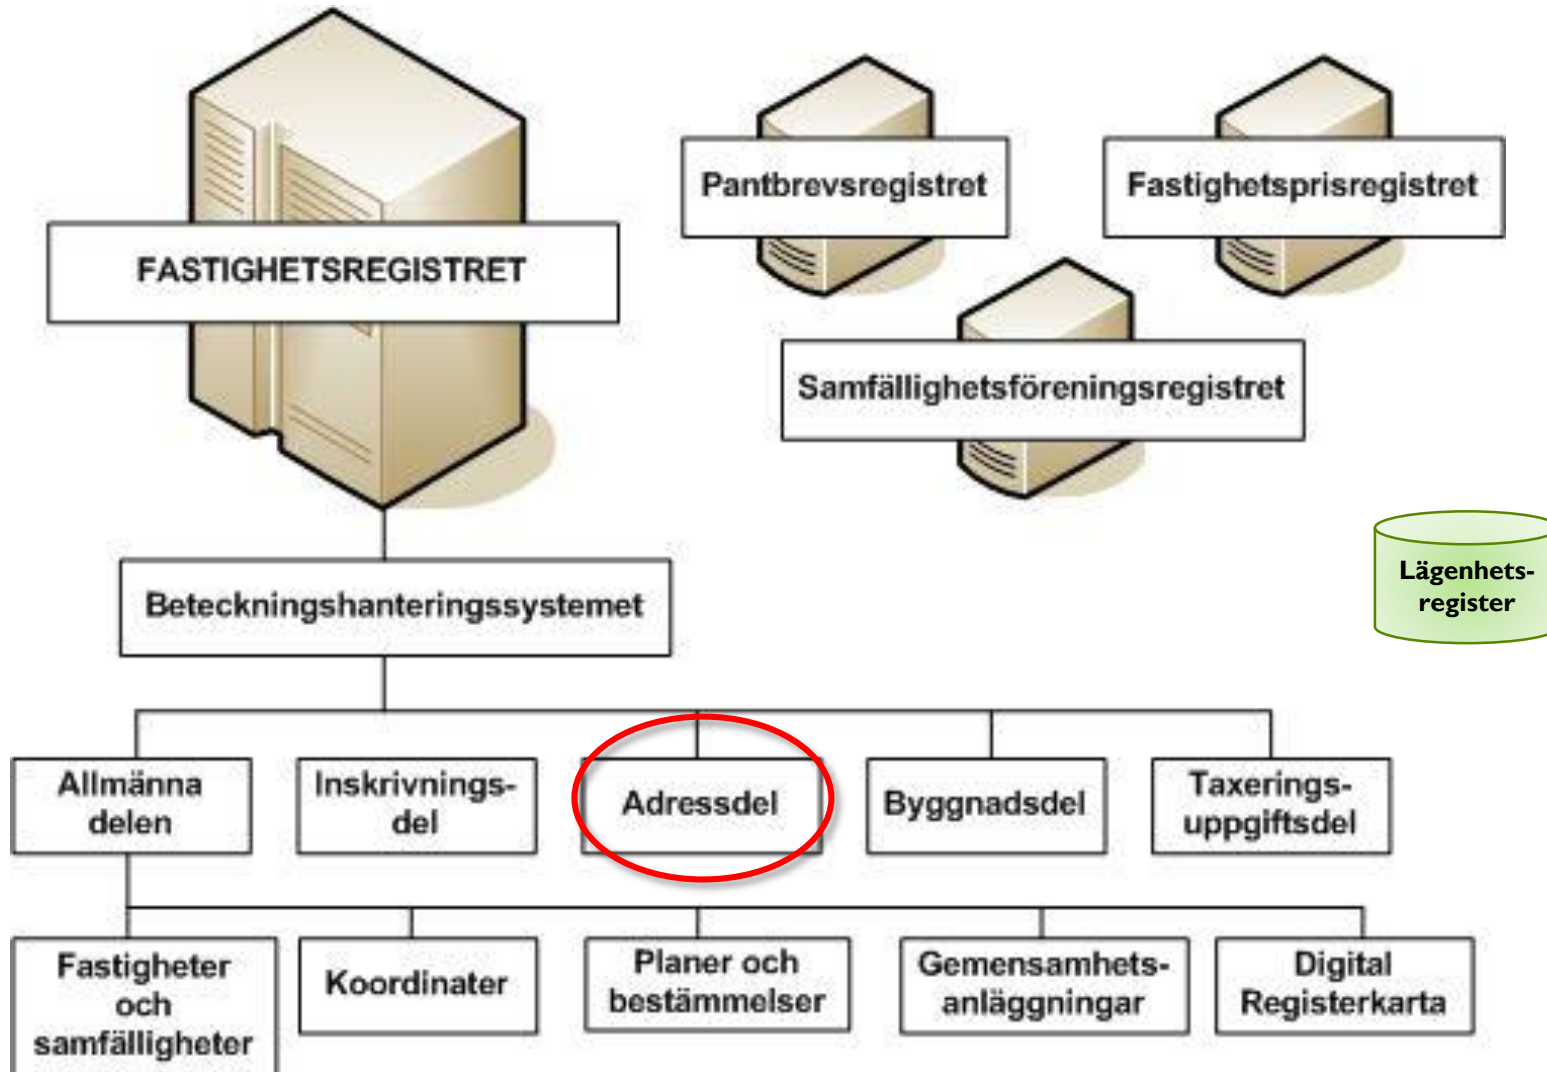 FASTIGHETSREGISTRET
Pantbrevsregistret
Fastighetsprisregistret
Samfällighetsföreningsregistret
Lägenhets-
register
Beteckningshanteringssystemet
Allmänna
delen
Inskrivnings-
del
Adressdel
Byggnadsdel
Taxerings-
uppgiftsdel
Fastigheter
och
samfälligheter
Koordinater
Planer och
bestämmelser
Gemensamhets-
anläggningar
Digital
Registerkarta